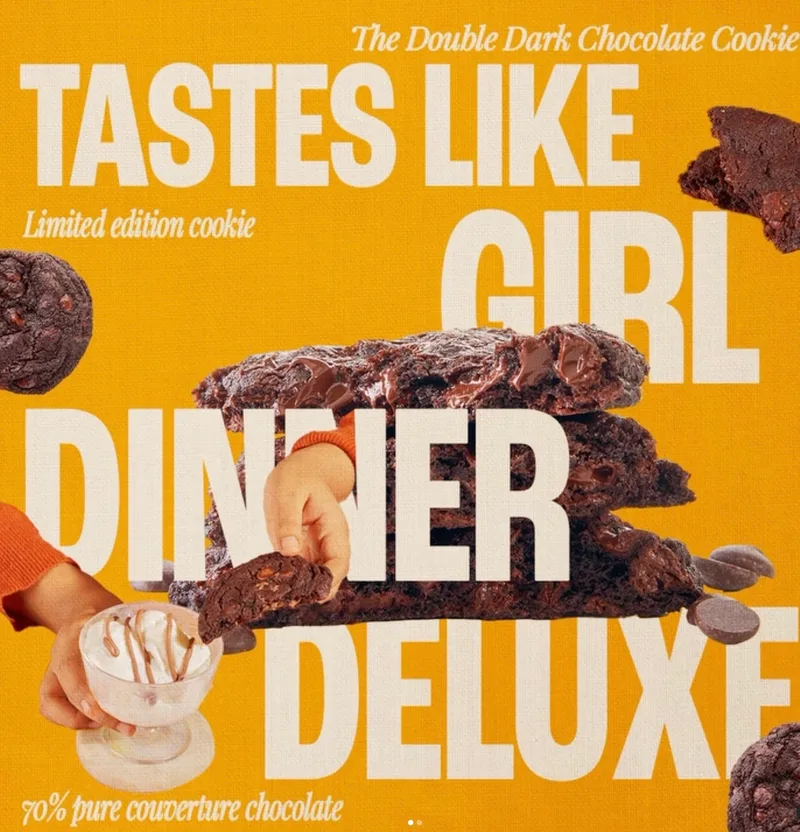 The Double Dark Chocolate Cookie
TASTES LIKE
Limited edition cookie
GIRL
DINNER
DELUXE
70% pure couverture chocolate